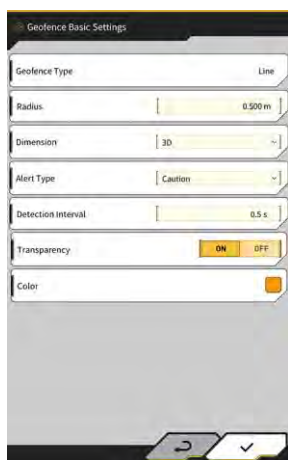 Geofence Basic Settings
Geofence Type Line
Radius 0.500 m
Dimension 3D
Alert Type Caution
Detection Interval 0.5 s
Transparency ON OFF
Color